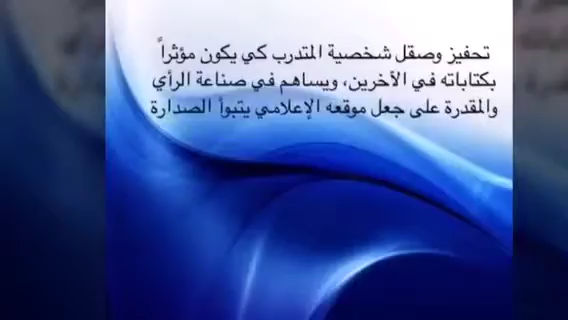 تحفيز وصقل شخصية المتدرب كي يكون مؤثراً
بكتاباته في الآخرين، ويساهم في صناعة الرأي
والمقدرة على جعل موقعه الإعلامي يتبوأ الصدارة